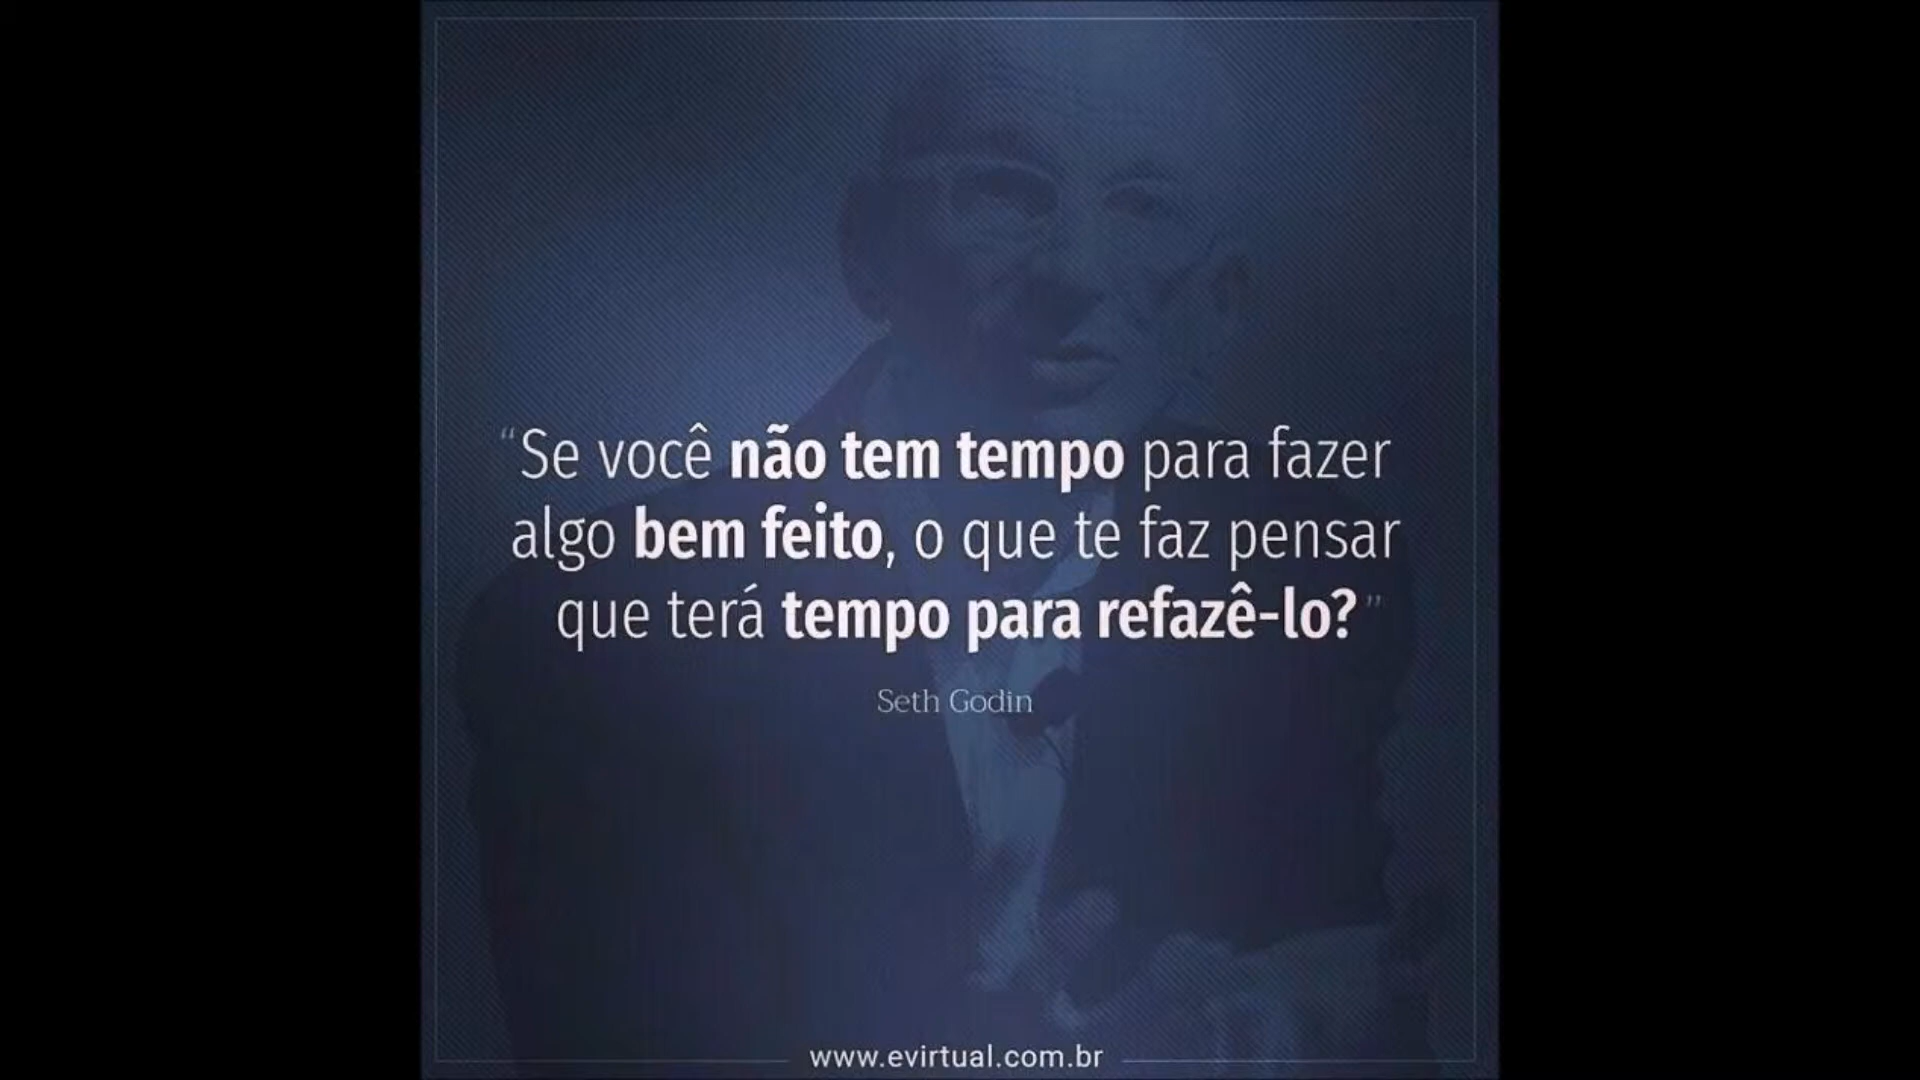 “Se você não tem tempo para fazer
algo bem feito, o que te faz pensar
que terá tempo para refazê-lo?”
Seth Godin
www.evirtual.com.br